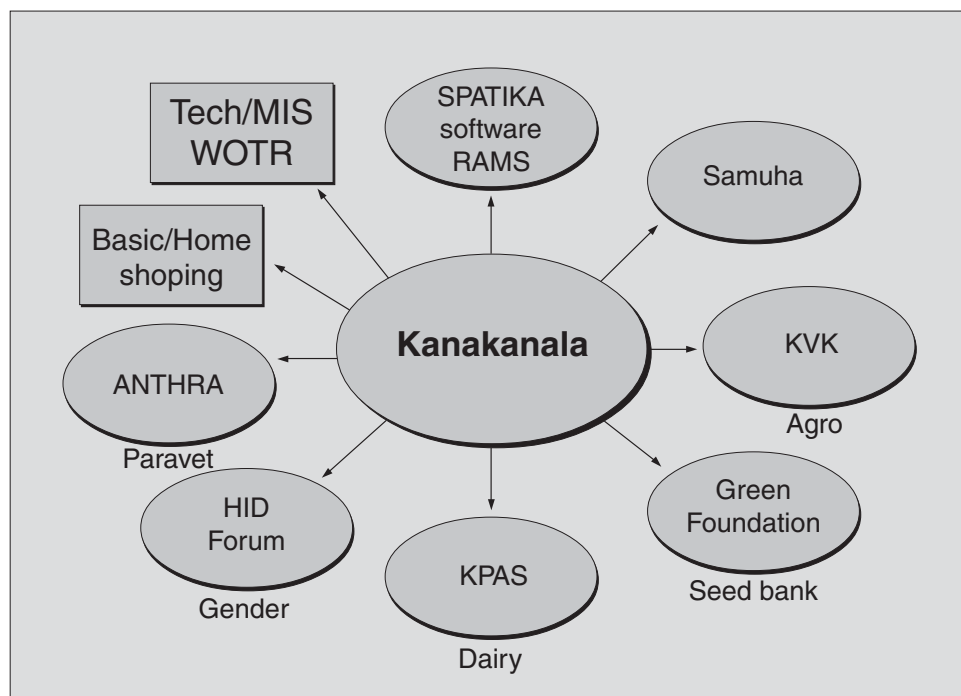 Tech/MIS
WOTR
SPATIKA
software
RAMS
Samuha
Basic/Home
shoping
Kanakanala
KVK
Agro
ANTHRA
Paravet
HID
Forum
Gender
KPAS
Dairy
Green
Foundation
Seed bank